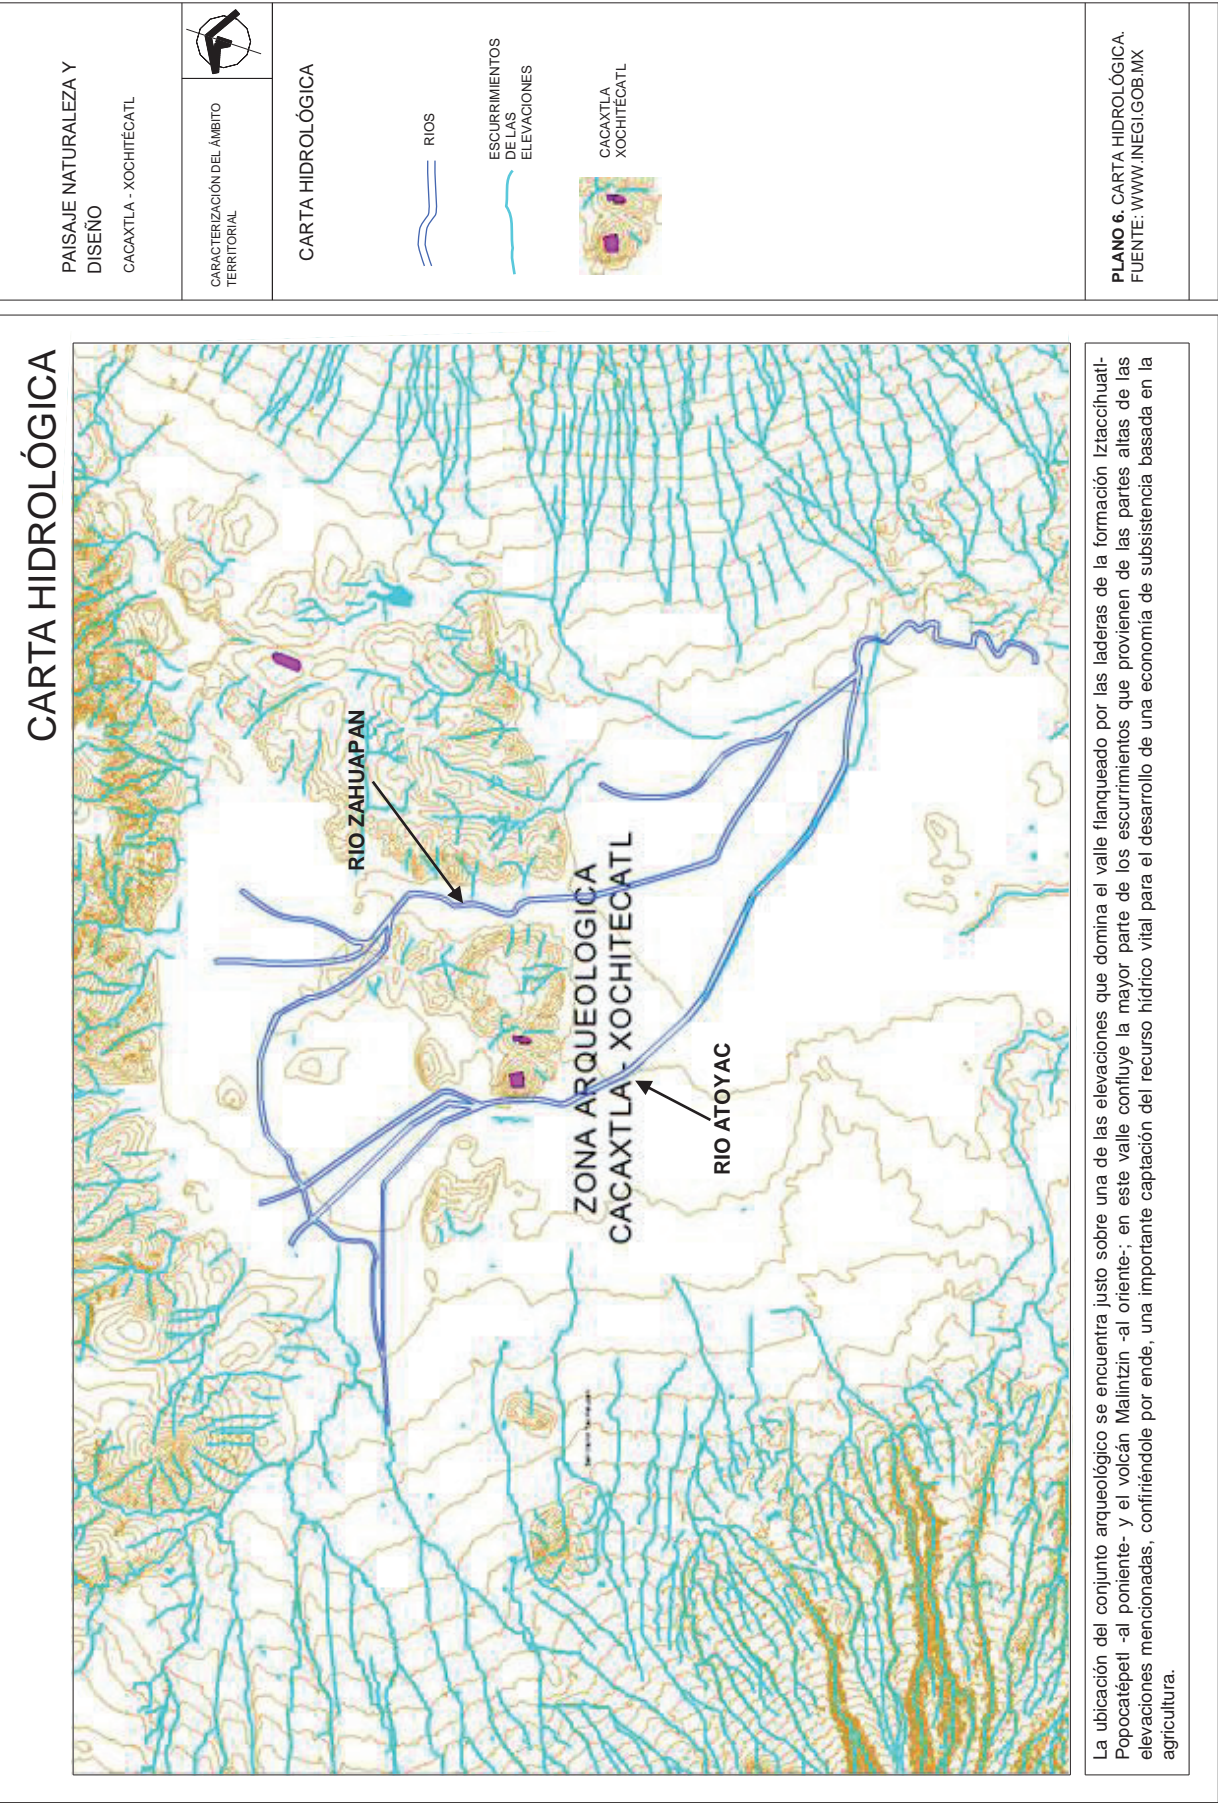 CARTA HIDROLÓGICA
RIO ZAHUAPAN
ZONA ARQUEOLOGICA
CACAXTLA - XOCHITECATL
RIO ATOYAC
La ubicación del conjunto arqueológico se encuentra justo sobre una de las elevaciones que domina el valle flanqueado por las laderas de la formación Iztaccíhuatl-
Popocatépetl -al poniente- y el volcán Malintzin -al oriente-; en este valle confluye la mayor parte de los escurrimientos que provienen de las partes altas de las
elevaciones mencionadas, confiriéndole por ende, una importante captación del recurso hídrico vital para el desarrollo de una economía de subsistencia basada en la
agricultura.
PAISAJE NATURALEZA Y
DISEÑO
CACAXTLA - XOCHITÉCATL
CARACTERIZACIÓN DEL ÁMBITO
TERRITORIAL
CARTA HIDROLÓGICA
RIOS
ESCURRIMIENTOS
DE LAS
ELEVACIONES
CACAXTLA
XOCHITÉCATL
PLANO 6. CARTA HIDROLÓGICA.
FUENTE: WWW.INEGI.GOB.MX